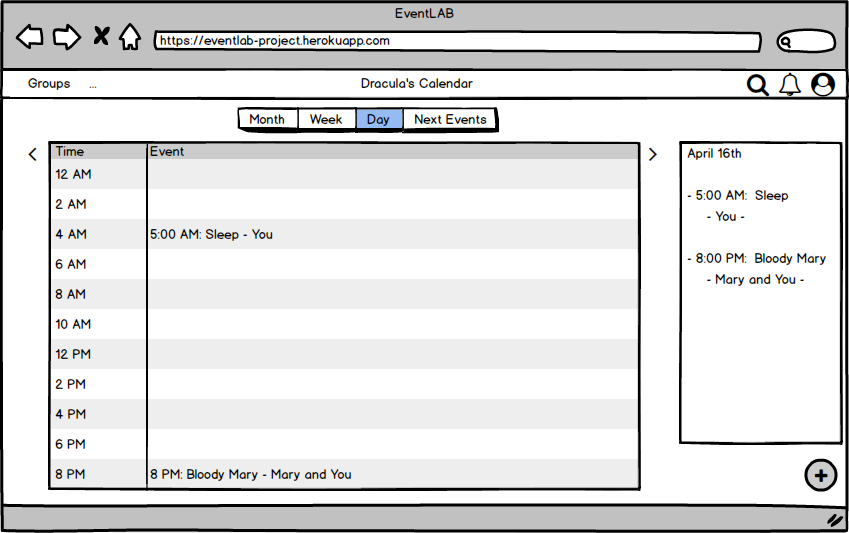 EventLAB
https://eventlab-project.herokuapp.com
Groups ... Dracula's Calendar
Month Week Day Next Events
Time Event
12 AM
2 AM
4 AM 5:00 AM: Sleep - You
6 AM
8 AM
10 AM
12 PM
2 PM
4 PM
6 PM
8 PM 8 PM: Bloody Mary - Mary and You
April 16th
- 5:00 AM: Sleep
- You -
- 8:00 PM: Bloody Mary
- Mary and You -